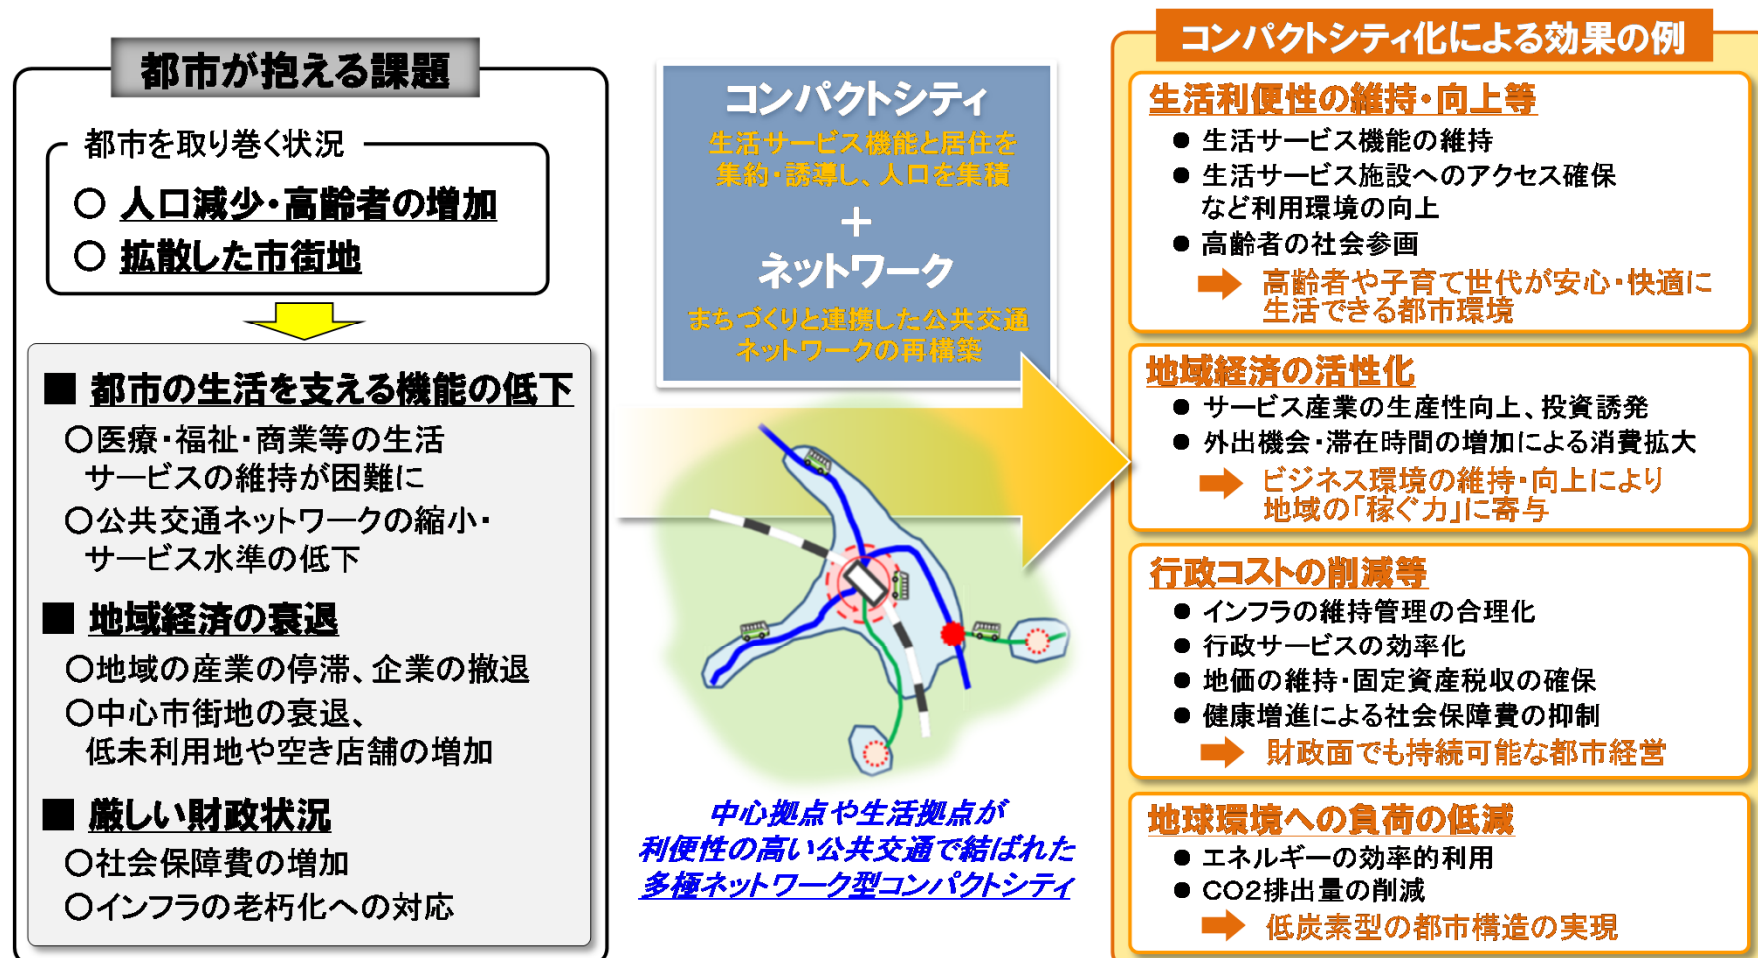 都市が抱える課題
都市を取り巻く状況
○ 人口減少・高齢者の増加
○ 拡散した市街地
■ 都市の生活を支える機能の低下
○医療・福祉・商業等の生活
サービスの維持が困難に
○公共交通ネットワークの縮小・
サービス水準の低下
■ 地域経済の衰退
○地域の産業の停滞、企業の撤退
○中心市街地の衰退、
低未利用地や空き店舗の増加
■ 厳しい財政状況
○社会保障費の増加
○インフラの老朽化への対応
コンパクトシティ
生活サービス機能と居住を
集約・誘導し、人口を集積
＋
ネットワーク
まちづくりと連携した公共交通
ネットワークの再構築
中心拠点や生活拠点が
利便性の高い公共交通で結ばれた
多極ネットワーク型コンパクトシティ
コンパクトシティ化による効果の例
生活利便性の維持・向上等
● 生活サービス機能の維持
● 生活サービス施設へのアクセス確保
など利用環境の向上
● 高齢者の社会参画
高齢者や子育て世代が安心・快適に
生活できる都市環境
地域経済の活性化
● サービス産業の生産性向上、投資誘発
● 外出機会・滞在時間の増加による消費拡大
ビジネス環境の維持・向上により
地域の「稼ぐ力」に寄与
行政コストの削減等
● インフラの維持管理の合理化
● 行政サービスの効率化
● 地価の維持・固定資産税収の確保
● 健康増進による社会保障費の抑制
財政面でも持続可能な都市経営
地球環境への負荷の低減
● エネルギーの効率的利用
● CO2排出量の削減
低炭素型の都市構造の実現